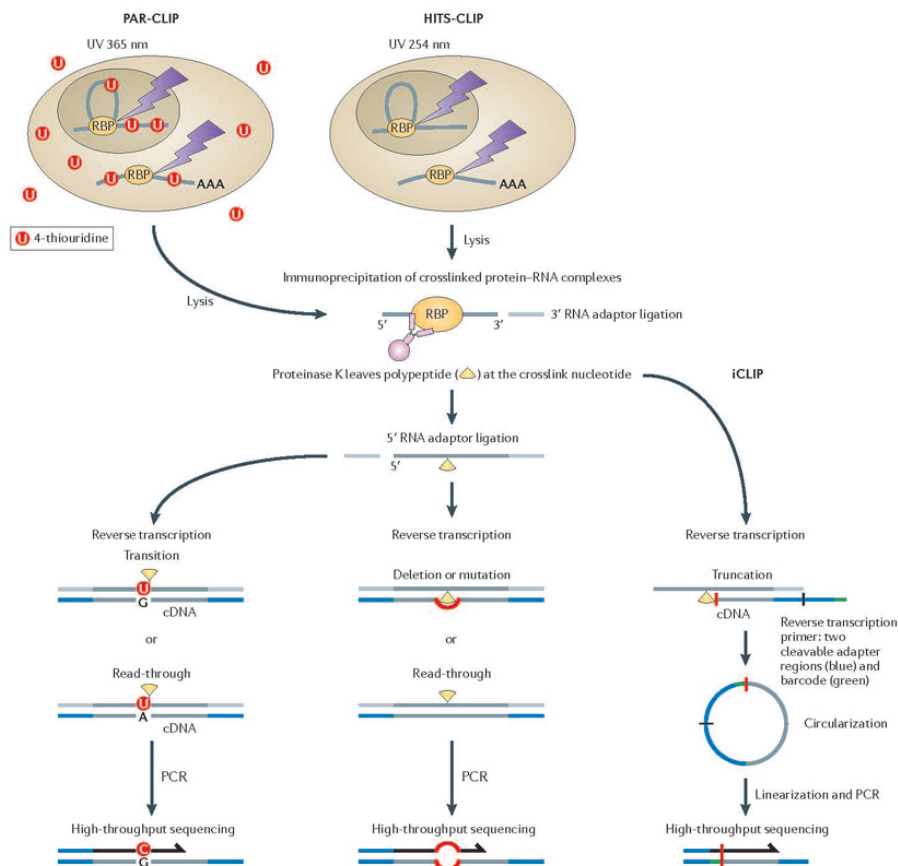 PAR-CLIP
HITS-CLIP
UV 365 nm
UV 254 nm
U
U
U
RBP
U
U
U
U
U
U
RBP
U
AAA
U
U
RBP
RBP
AAA
U 4-thiouridine
Lysis
Lysis
Immunoprecipitation of crosslinked protein–RNA complexes
RBP
5′
3′
3′ RNA adaptor ligation
Proteinase K leaves polypeptide ( ) at the crosslink nucleotide
iCLIP
5′ RNA adaptor ligation
5′
Reverse transcription
Transition
U
G
cDNA
or
Read-through
U
A
cDNA
PCR
High-throughput sequencing
C
G
Reverse transcription
Deletion or mutation
or
Read-through
PCR
High-throughput sequencing
Reverse transcription
Truncation
cDNA
Reverse transcription
primer: two
cleavable adapter
regions (blue) and
barcode (green)
Circularization
Linearization and PCR
High-throughput sequencing